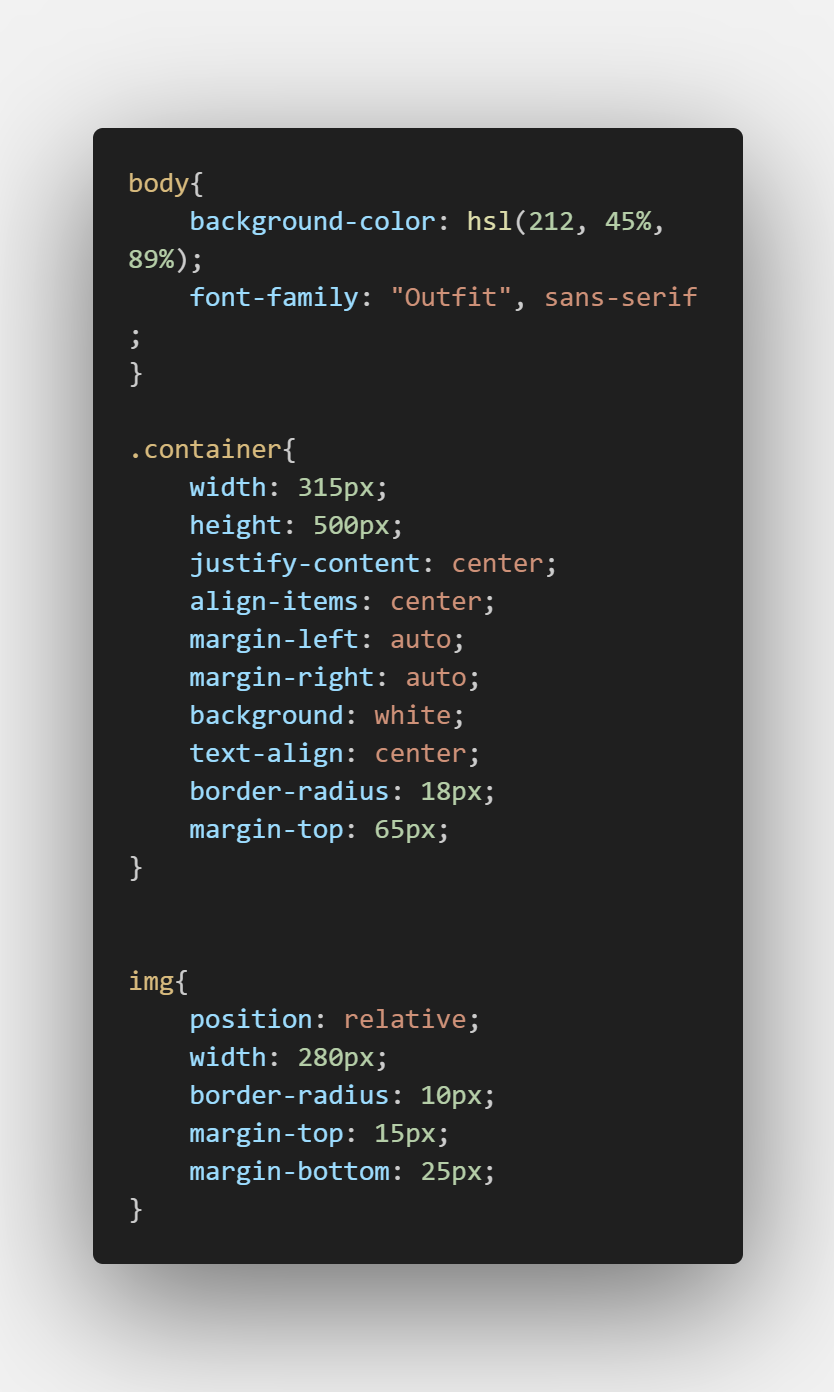 body{
    background-color: hsl(212, 45%,
89%);
    font-family: "Outfit", sans-serif
;
}

.container{
    width: 315px;
    height: 500px;
    justify-content: center;
    align-items: center;
    margin-left: auto;
    margin-right: auto;
    background: white;
    text-align: center;
    border-radius: 18px;
    margin-top: 65px;
}


img{
    position: relative;
    width: 280px;
    border-radius: 10px;
    margin-top: 15px;
    margin-bottom: 25px;
}